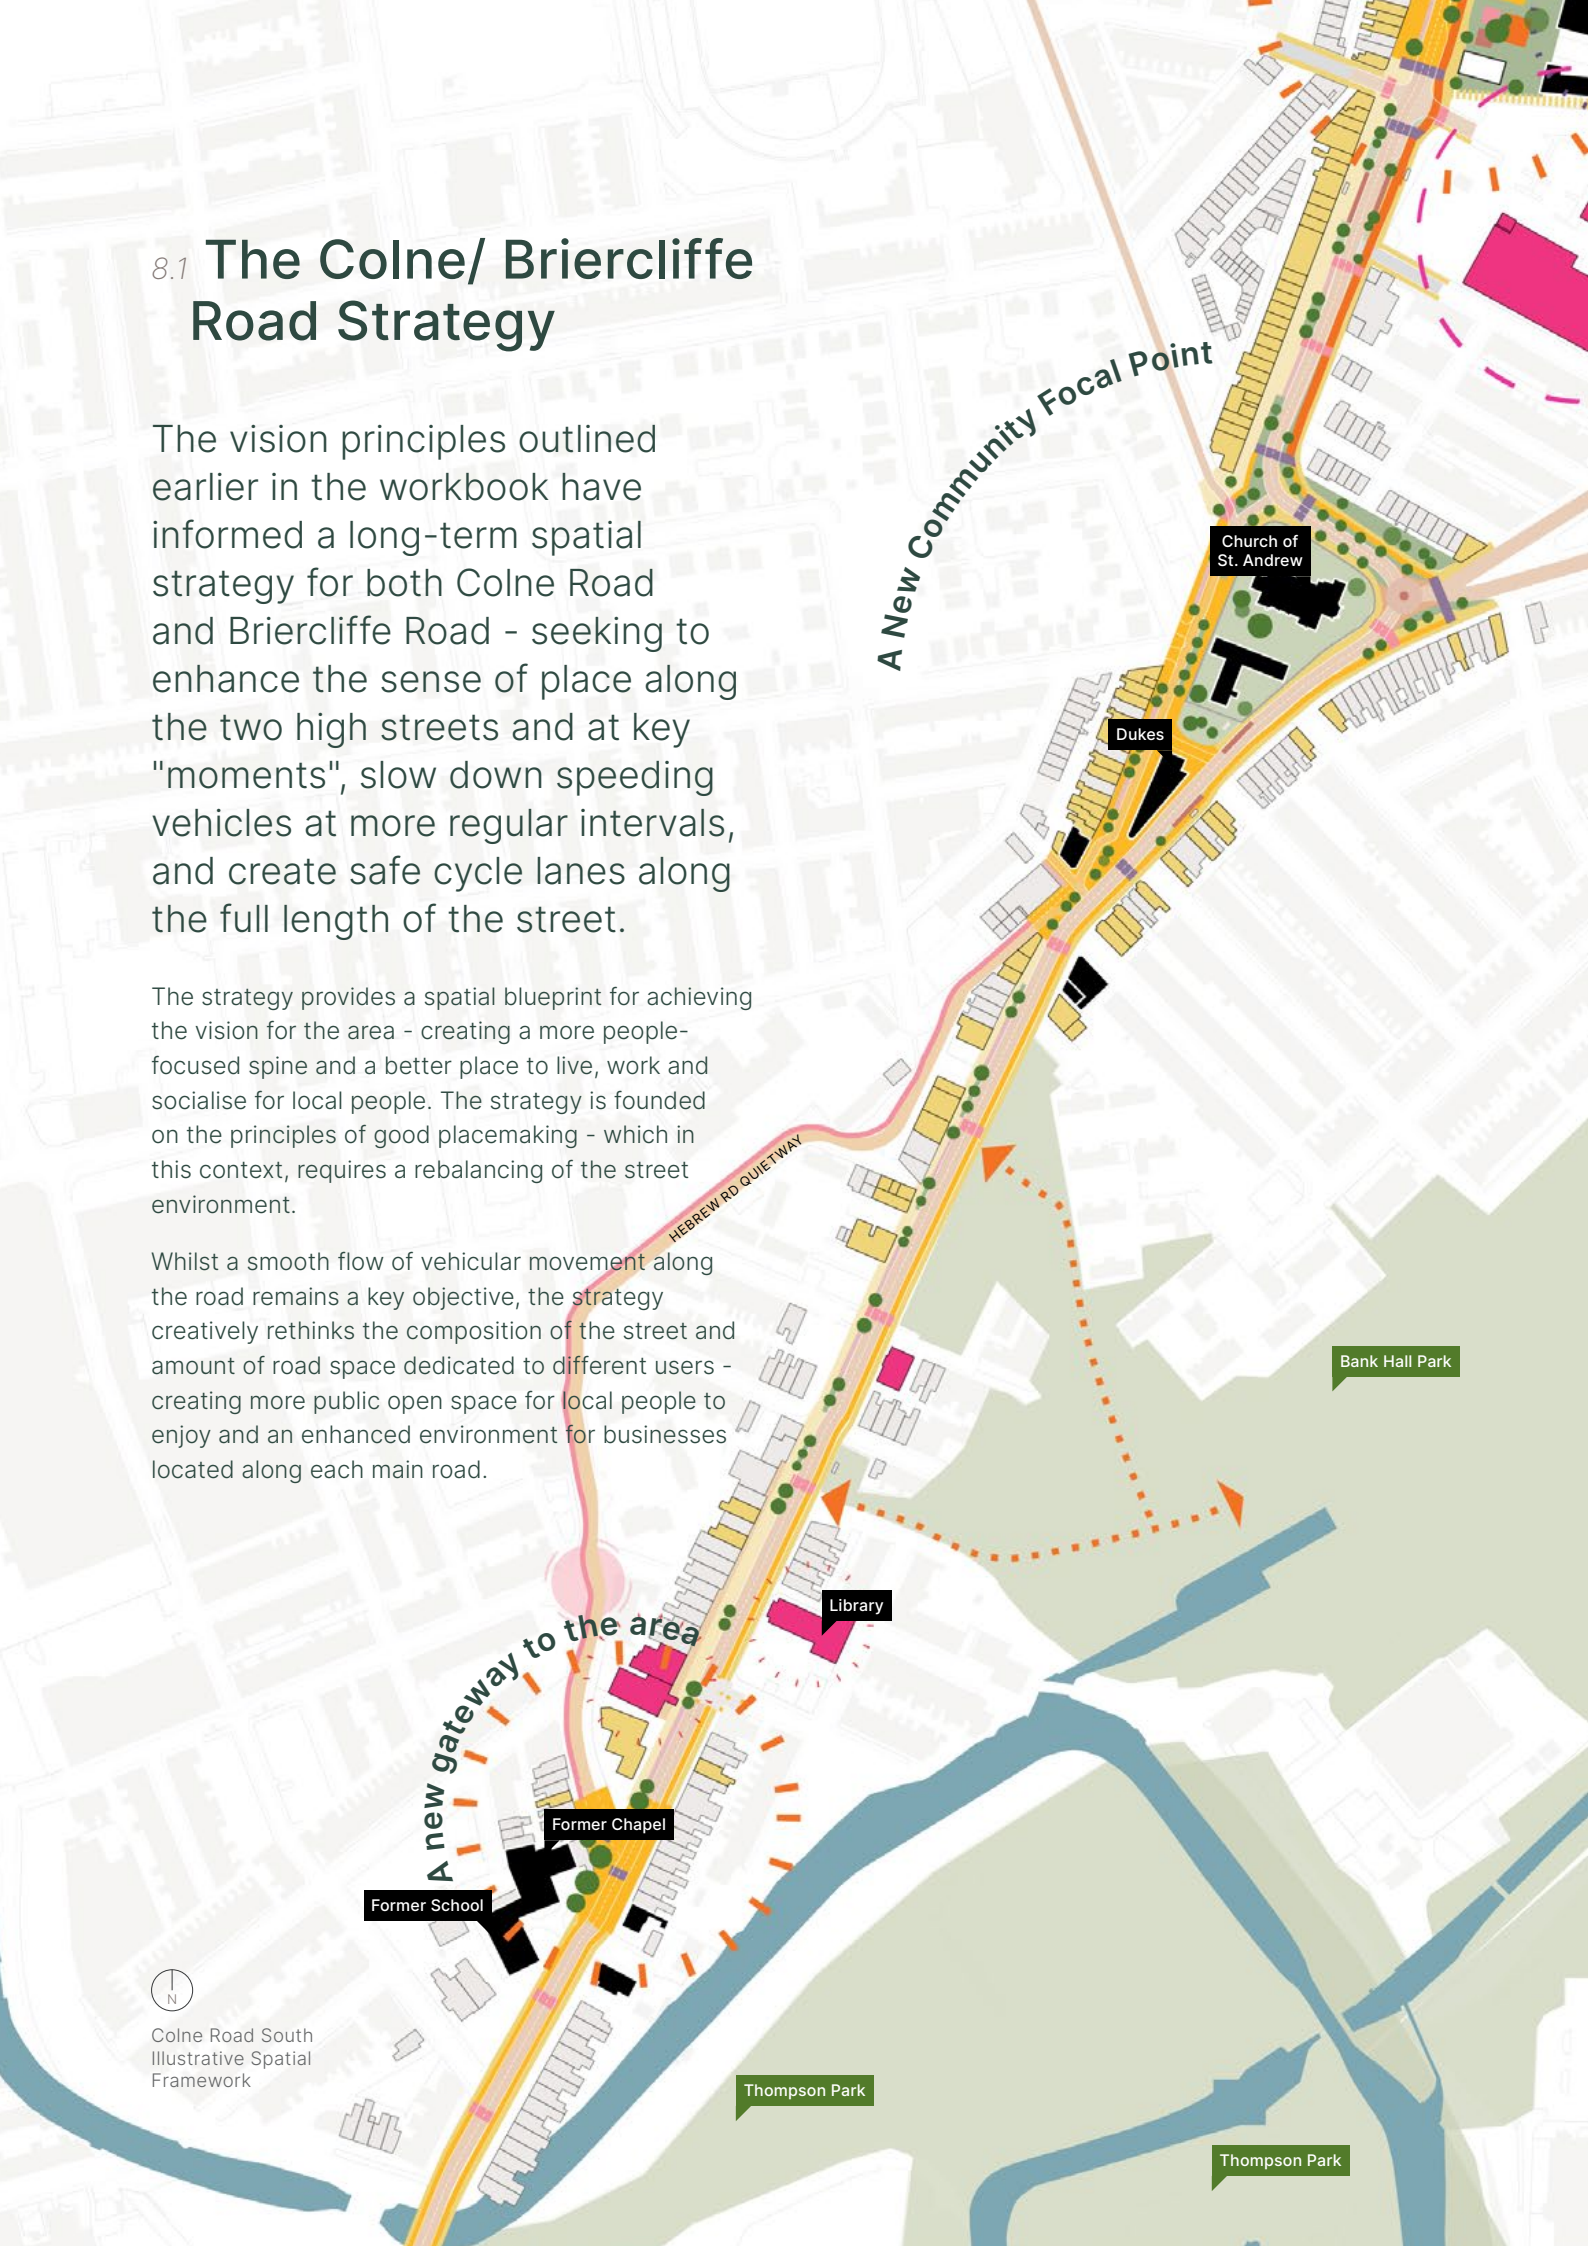 8.1 The Colne/ Briercliffe
Road Strategy
The vision principles outlined
earlier in the workbook have
informed a long-term spatial
strategy for both Colne Road
and Briercliffe Road - seeking to
enhance the sense of place along
the two high streets and at key
"moments", slow down speeding
vehicles at more regular intervals,
and create safe cycle lanes along
the full length of the street.
The strategy provides a spatial blueprint for achieving
the vision for the area - creating a more people-
focused spine and a better place to live, work and
socialise for local people. The strategy is founded
on the principles of good placemaking - which in
this context, requires a rebalancing of the street
environment.
Whilst a smooth flow of vehicular movement along
the road remains a key objective, the strategy
creatively rethinks the composition of the street and
amount of road space dedicated to different users -
creating more public open space for local people to
enjoy and an enhanced environment for businesses
located along each main road.
A New Community Focal Point
Church of
St. Andrew
Dukes
HEBREW RD QUIETWAY
Bank Hall Park
Library
A new gateway to the area
Former Chapel
Former School
N
Colne Road South
Illustrative Spatial
Framework
Thompson Park
Thompson Park